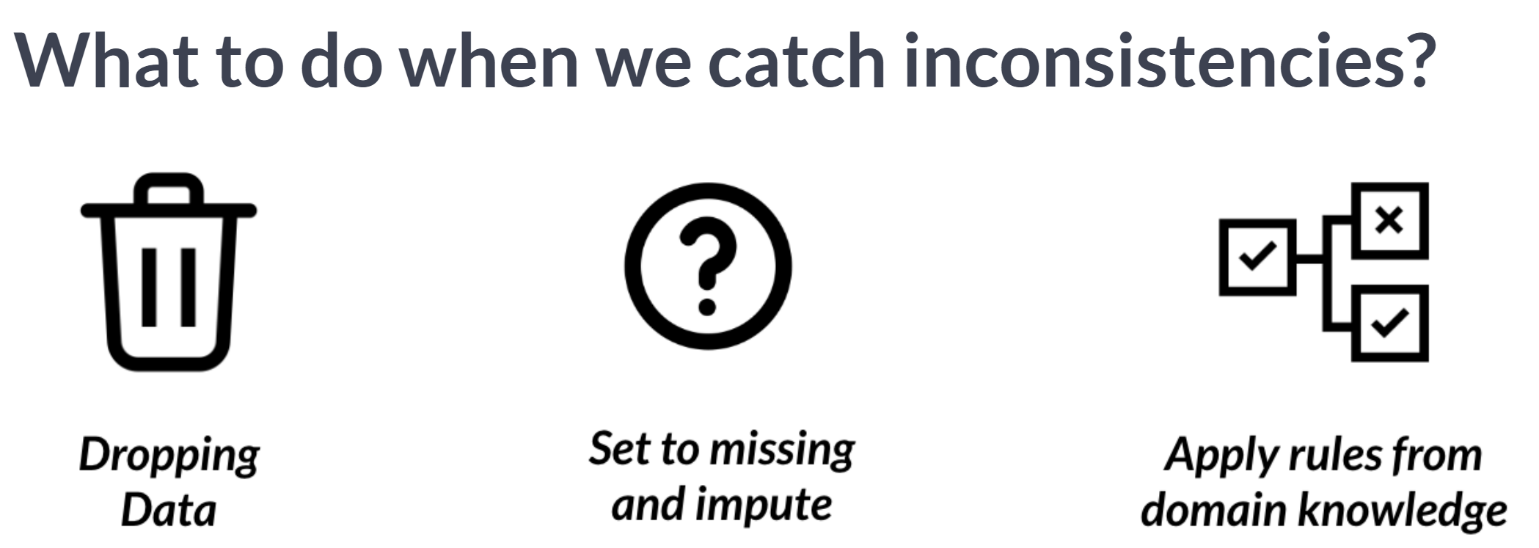 What to do when we catch inconsistencies?
Dropping
Data
Set to missing
and impute
Apply rules from
domain knowledge